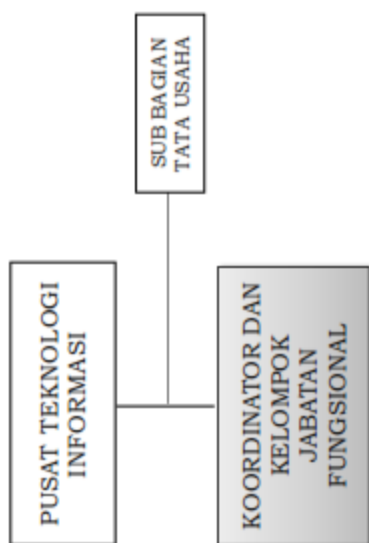 PUSAT TEKNOLOGI
INFORMASI
SUB BAGIAN
TATA USAHA
KOORDINATOR DAN
KELOMPOK
JABATAN
FUNGSIONAL